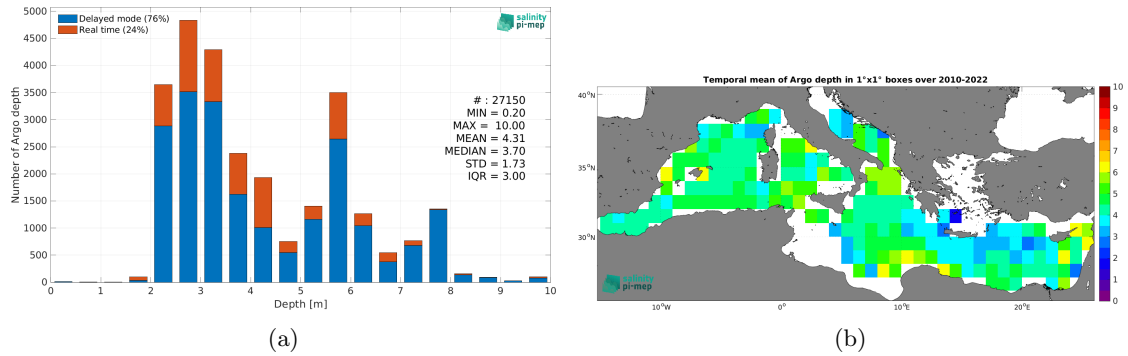 Delayed mode (76%)
Real time (24%)
salinity
pi-mep
5000
4500
4000
3500
3000
2500
2000
1500
1000
500
0
Number of Argo depth
# : 27150
MIN = 0.20
MAX = 10.00
MEAN = 4.31
MEDIAN = 3.70
STD = 1.73
IQR = 3.00
0 1 2 3 4 5 6 7 8 9 10
Depth [m]
(a)
Temporal mean of Argo depth in 1°x1° boxes over 2010-2022
40°N
35°N
30°N
10°W 0° 10°E 20°E
salinity
pi-mep
10
9
8
7
6
5
4
3
2
1
0
(b)